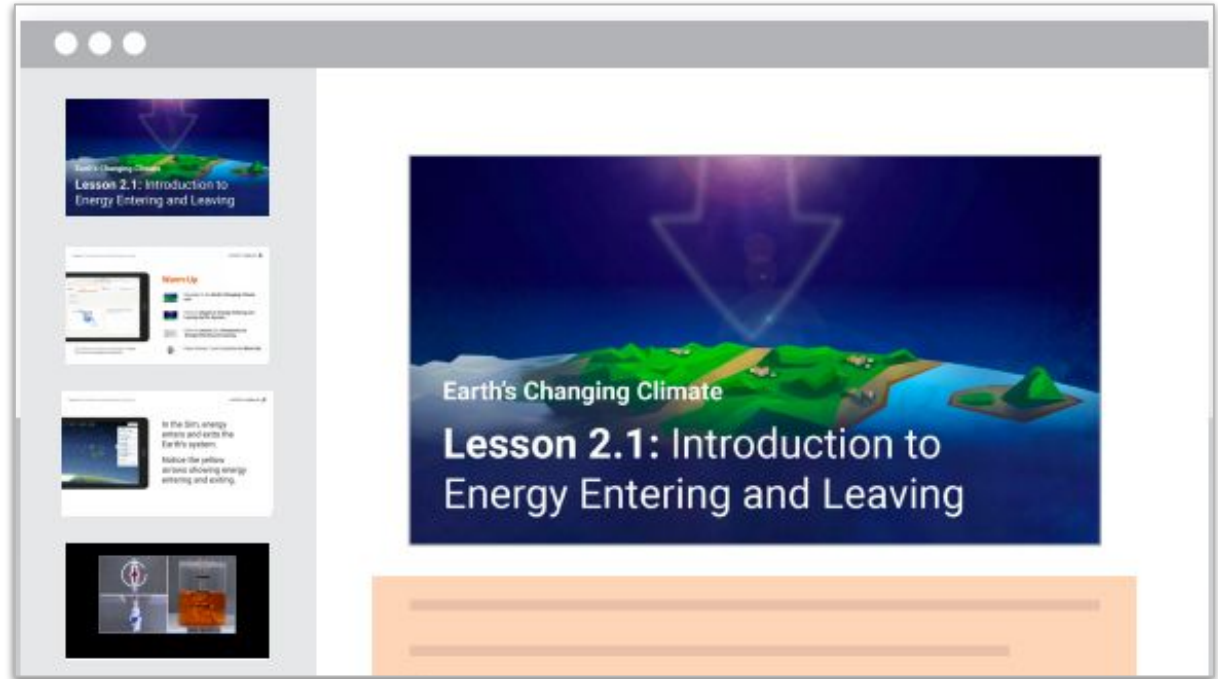 Earth's Changing Climate
Lesson 2.1: Introduction to
Energy Entering and Leaving
Warm Up
In the Sim, energy
enters and exits the
Earth's system.
Notice the yellow
arrows showing energy
entering and exiting.
Earth's Changing Climate
Lesson 2.1: Introduction to
Energy Entering and Leaving